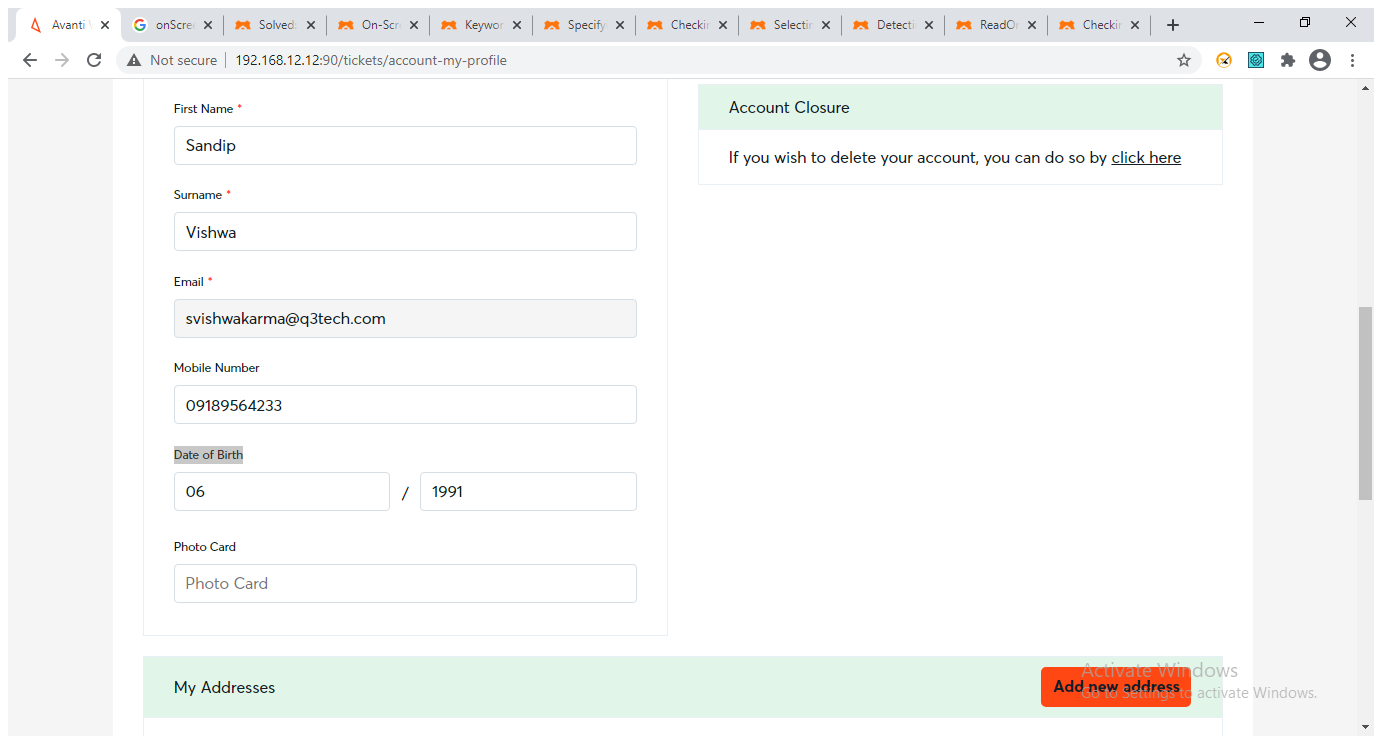 Avanti
onScree
Solved
On-Scr
Keywor
Specify
Checkin
Selectin
Detecti
ReadOn
Checkin
Not secure
192.168.12.12:90/tickets/account-my-profile
First Name *
Sandip
Surname *
Vishwa
Email *
svishwakarma@q3tech.com
Mobile Number
09189564233
Date of Birth
06 / 1991
Photo Card
Photo Card
Account Closure
If you wish to delete your account, you can do so by click here
My Addresses
Add new address
Activate Windows
Go to Settings to activate Windows.